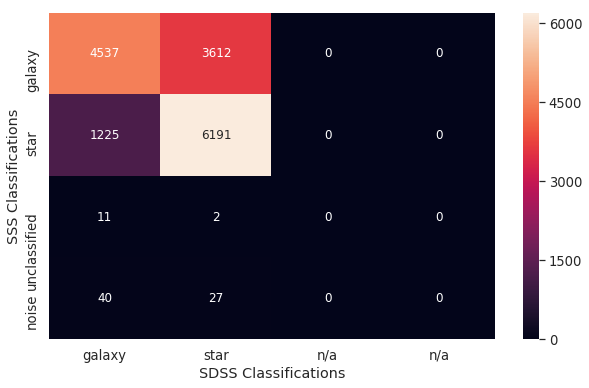 SSS Classifications
galaxy
star
unclassified
noise
4537 3612 0 0
1225 6191 0 0
11 2 0 0
40 27 0 0
galaxy star n/a n/a
SDSS Classifications
6000
4500
3000
1500
0